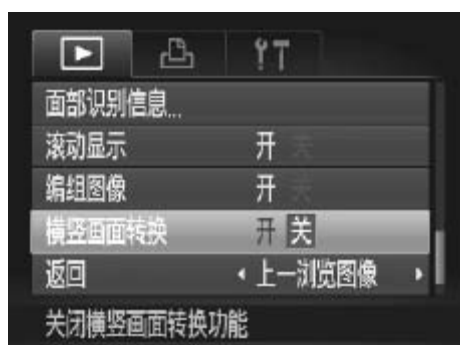 面部识别信息...
滚动显示 开 关
编组图像 开 关
横竖画面转换 开 关
返回 上一浏览图像
关闭横竖画面转换功能